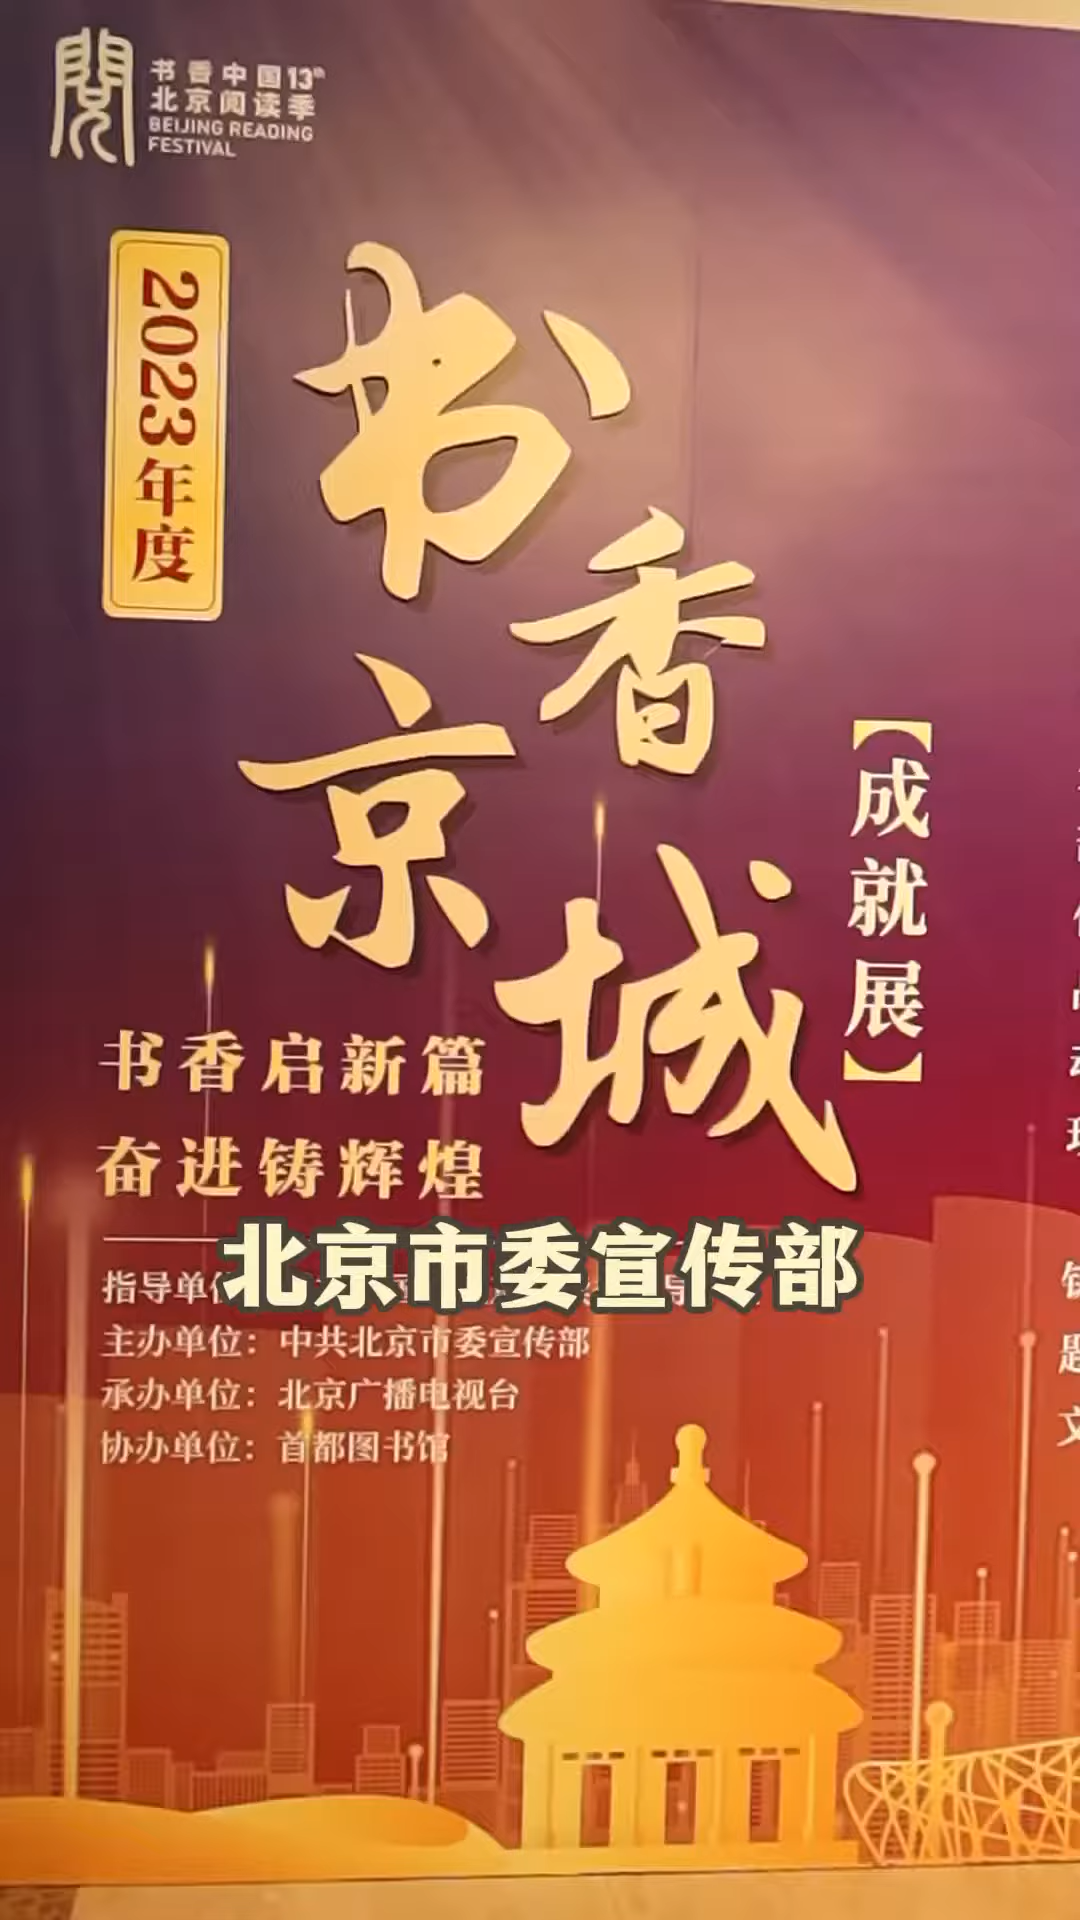 書香中国13th
北京阅读季
BEIJING READING
FESTIVAL
2023年度
书香京城
【成就展】
书香启新篇
奋进铸辉煌
北京市委宣传部
指导单
主办单位：中共北京市委宣传部
承办单位：北京广播电视台
协办单位：首都图书馆